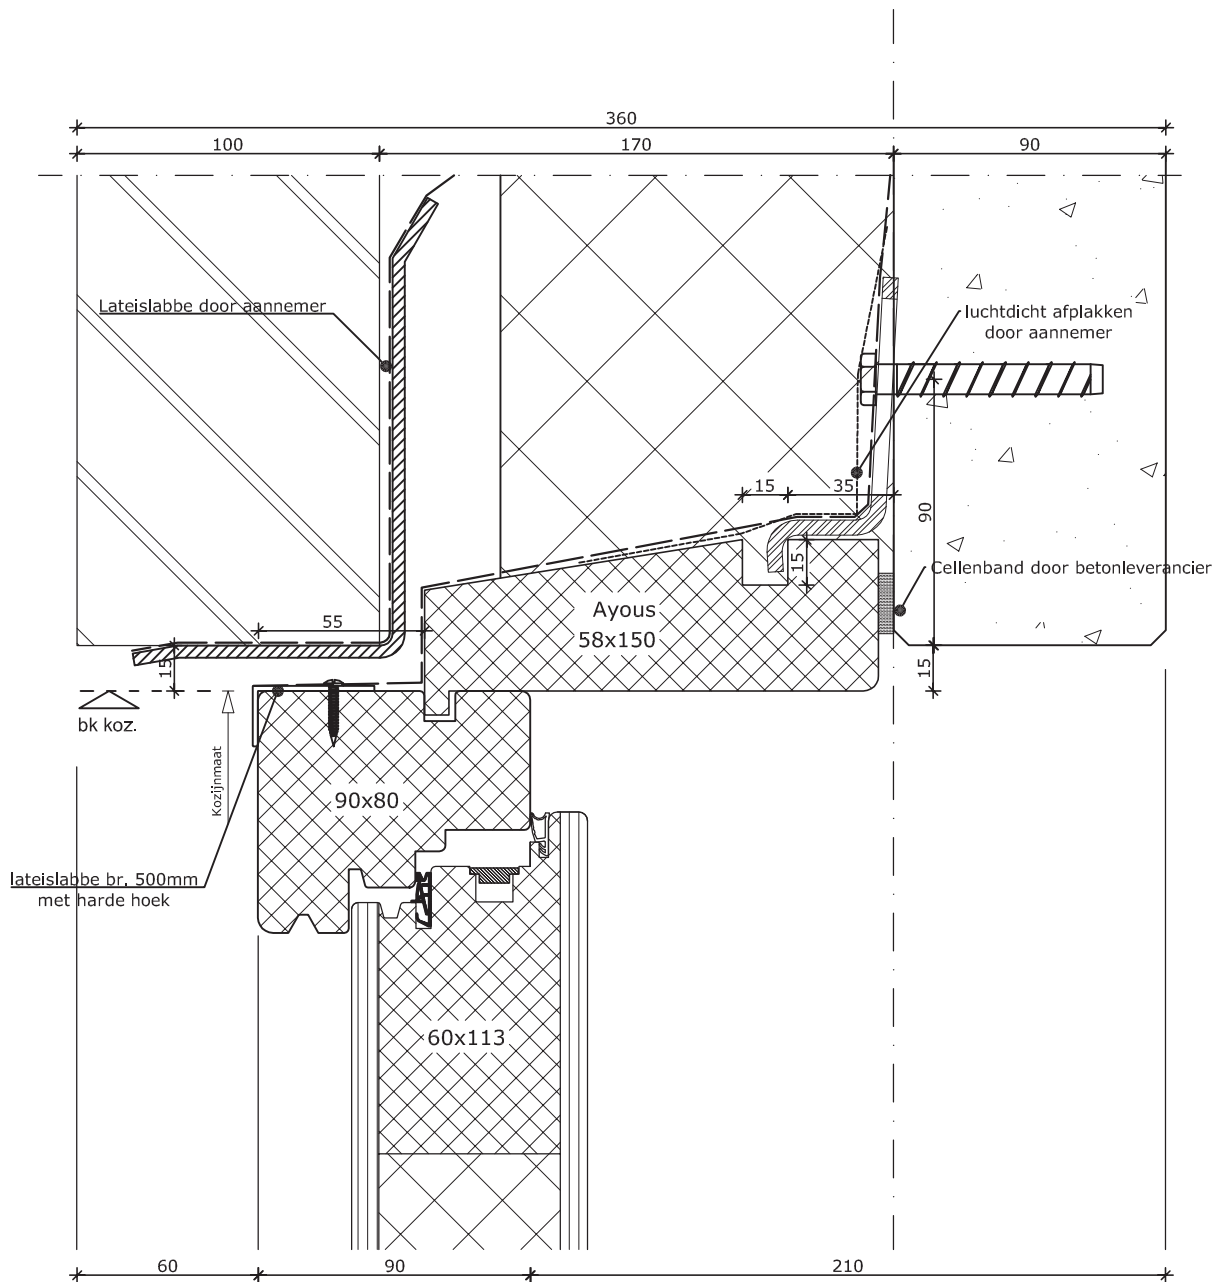 360
100
170
90
Lateislabbe door aannemer
luchtdicht afplakken
door aannemer
15
35
90
15
Cellenband door betonleverancier
Ayous
58x150
55
15
15
bk koz.
Kozijnmaat
90x80
lateislabbe br. 500mm
met harde hoek
60x113
60
90
210